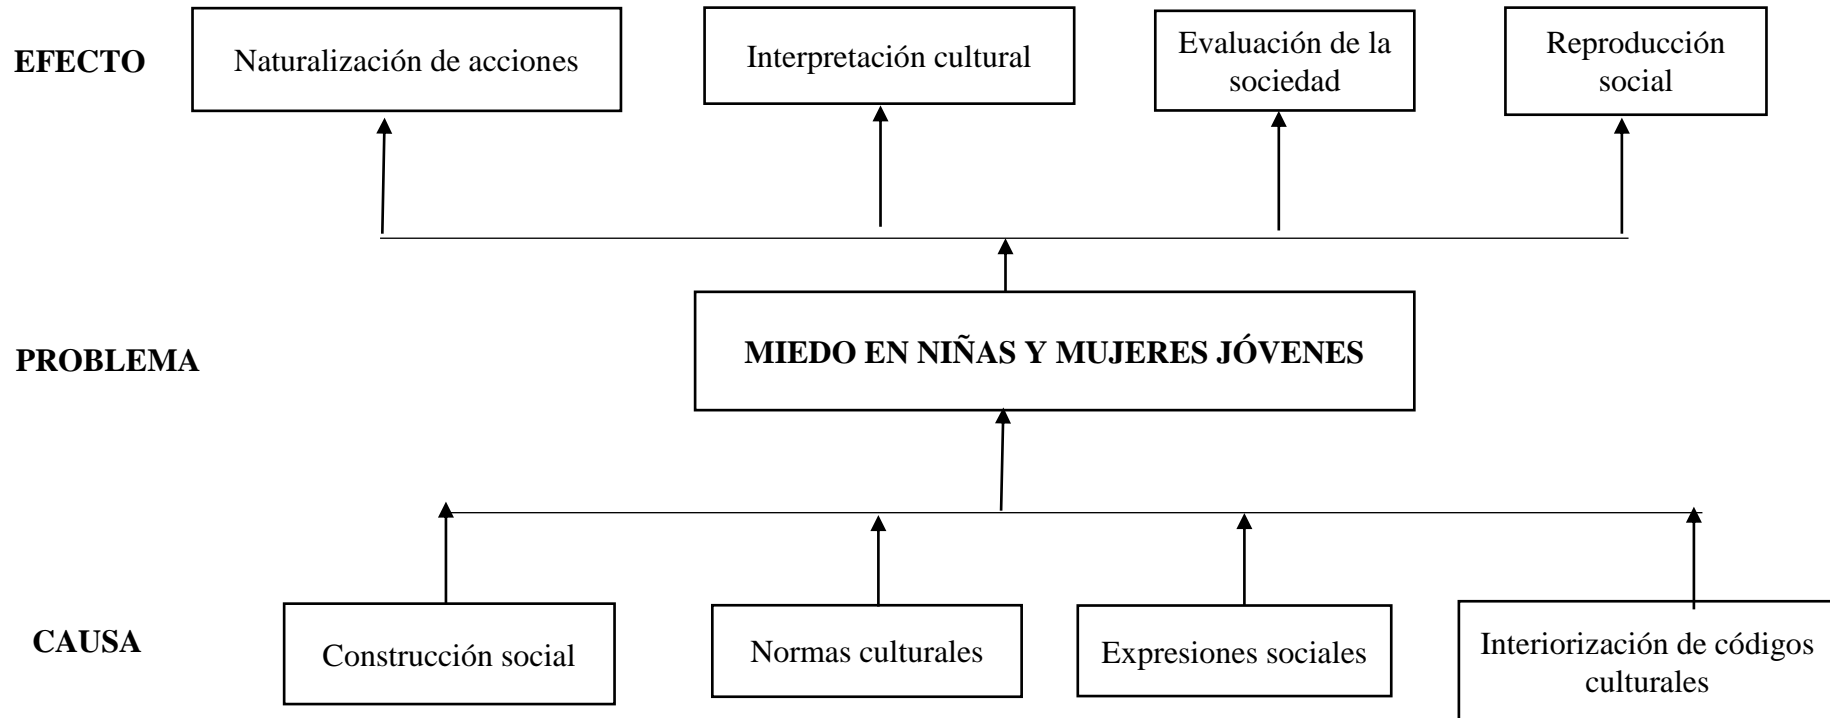 EFECTO
Naturalización de acciones
Interpretación cultural
Evaluación de la
sociedad
Reproducción
social
PROBLEMA
MIEDO EN NIÑAS Y MUJERES JÓVENES
CAUSA
Construcción social
Normas culturales
Expresiones sociales
Interiorización de códigos
culturales